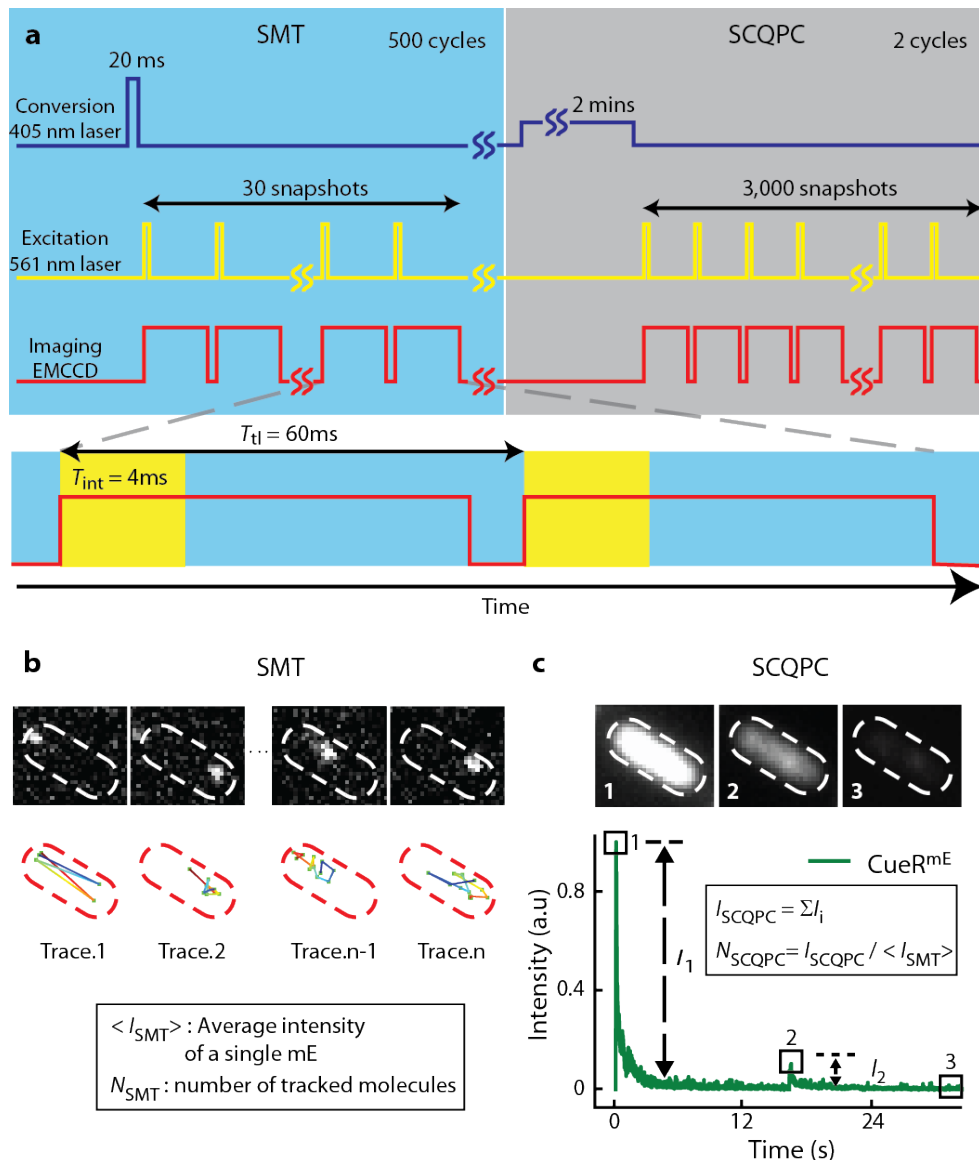 a
SMT
500 cycles
SCQPC
2 cycles
20 ms
Conversion
405 nm laser
2 mins
30 snapshots
3,000 snapshots
Excitation
561 nm laser
Imaging
EMCCD
T_tl = 60ms
T_int = 4ms
Time
b
SMT
...
Trace.1
Trace.2
Trace.n-1
Trace.n
< I_SMT> : Average intensity
of a single mE
N_SMT : number of tracked molecules
c
SCQPC
1
2
3
1
CueR^mE
I_SCQPC = ΣI_i
N_SCQPC = I_SCQPC / < I_SMT>
Intensity (a.u)
0.8
0.4
0
I_1
2
I_2
3
0
12
24
Time (s)